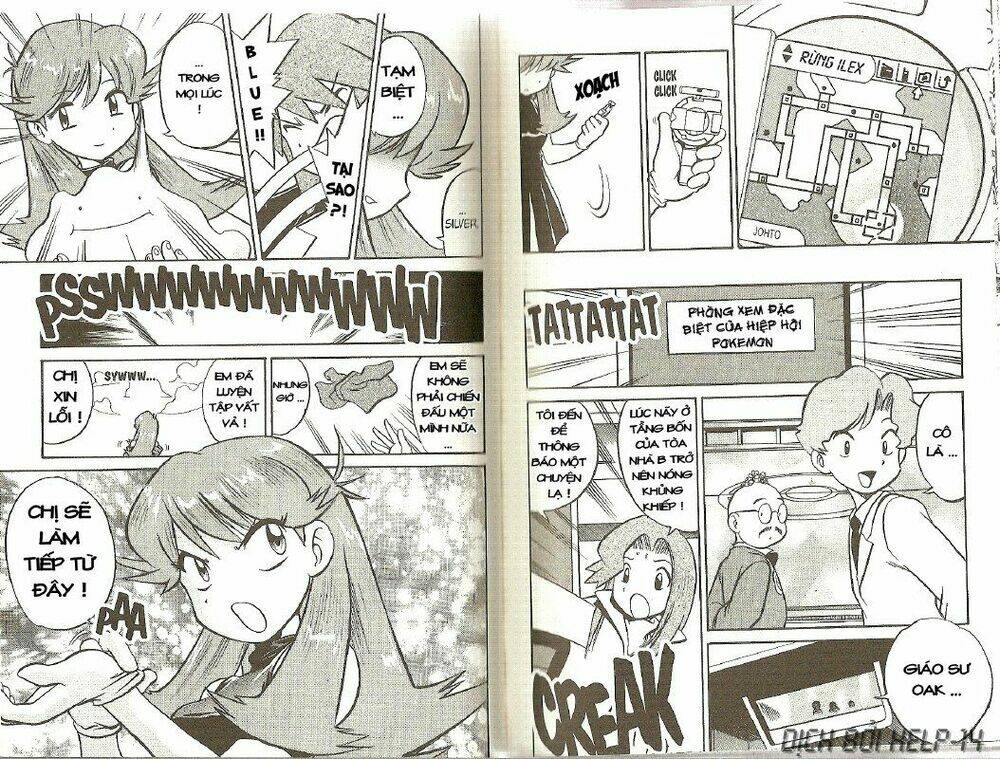 RỪNG ILEX
JOHTO
CLICK
CLICK
XOẠCH
PHÒNG XEM ĐẶC
BIỆT CỦA HIỆP HỘI
POKEMON
TATTATTAT
CÔ
LÀ ...
LÚC NÀY Ở
TẦNG BỐN
CỦA TÒA
NHÀ B TRỞ
NÊN NÓNG
KHỦNG
KHIẾP !
TÔI ĐẾN
ĐỂ
THÔNG
BÁO MỘT
CHUYỆN
LẠ !
GIÁO SƯ
OAK ...
CREAK
TẠM
BIỆT
...
...
SILVER.
TẠI
SAO
?!
BLUE!!
...
TRONG
MỌI LÚC
!
PSSWWWWWWWWWWW
EM SẼ
KHÔNG
PHẢI CHIẾN
ĐẤU MỘT
MÌNH NỮA
...
NHƯNG
GIỜ ...
EM ĐÃ
LUYỆN
TẬP VẤT
VẢ !
SYWWW...
CHỊ
XIN
LỖI !
CHỊ SẼ
LÀM
TIẾP TỪ
ĐÂY !
PAA
DỊCH BỞI HELP-14